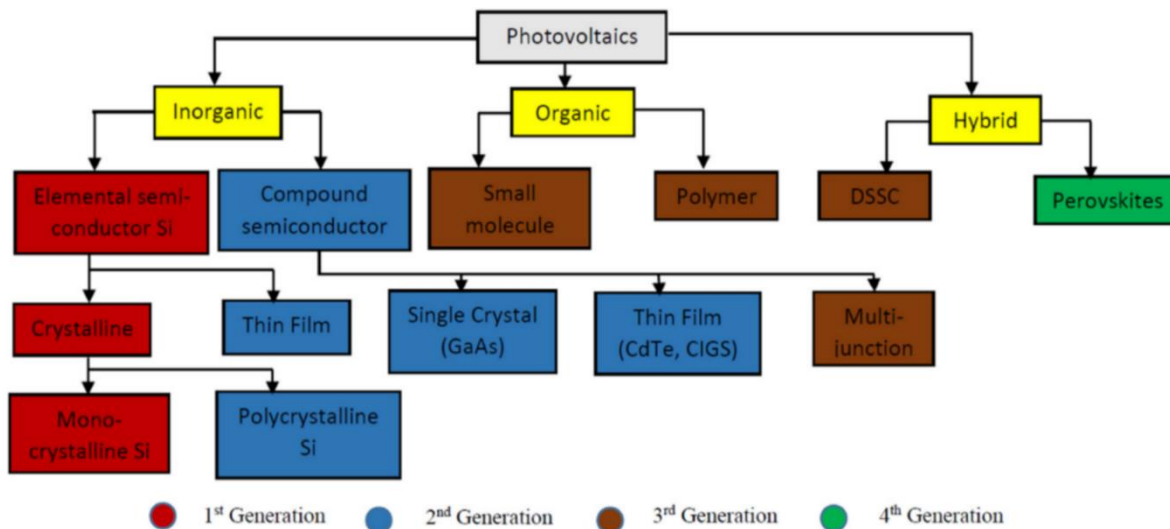 Photovoltaics
Inorganic
Organic
Hybrid
Elemental semi-
conductor Si
Compound
semiconductor
Small
molecule
Polymer
DSSC
Perovskites
Crystalline
Thin Film
Single Crystal
(GaAs)
Thin Film
(CdTe, CIGS)
Multi-
junction
Mono-
crystalline Si
Polycrystalline
Si
1st Generation
2nd Generation
3rd Generation
4th Generation